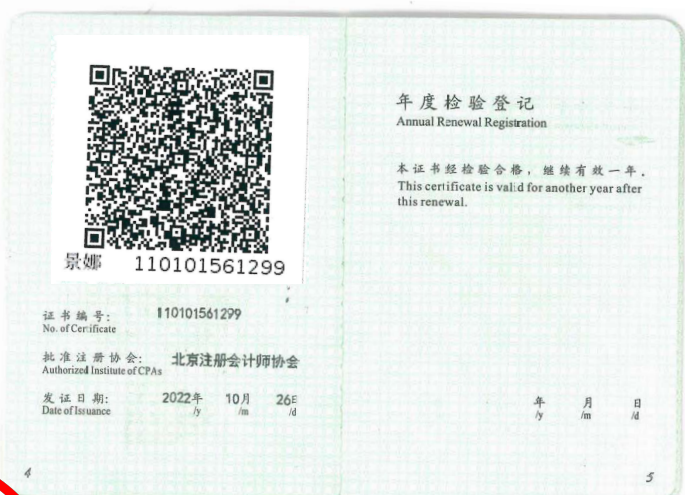 景娜 110101561299
证书编号: 110101561299
No. of Certificate
批准注册协会: 北京注册会计师协会
Authorized Institute of CPAs
发证日期: 2022年 10月 26日
Date of Issuance /y /m /d
4
年度检验登记
Annual Renewal Registration
本证书经检验合格，继续有效一年.
This certificate is valid for another year after
this renewal.
年 月 日
/y /m /d
5